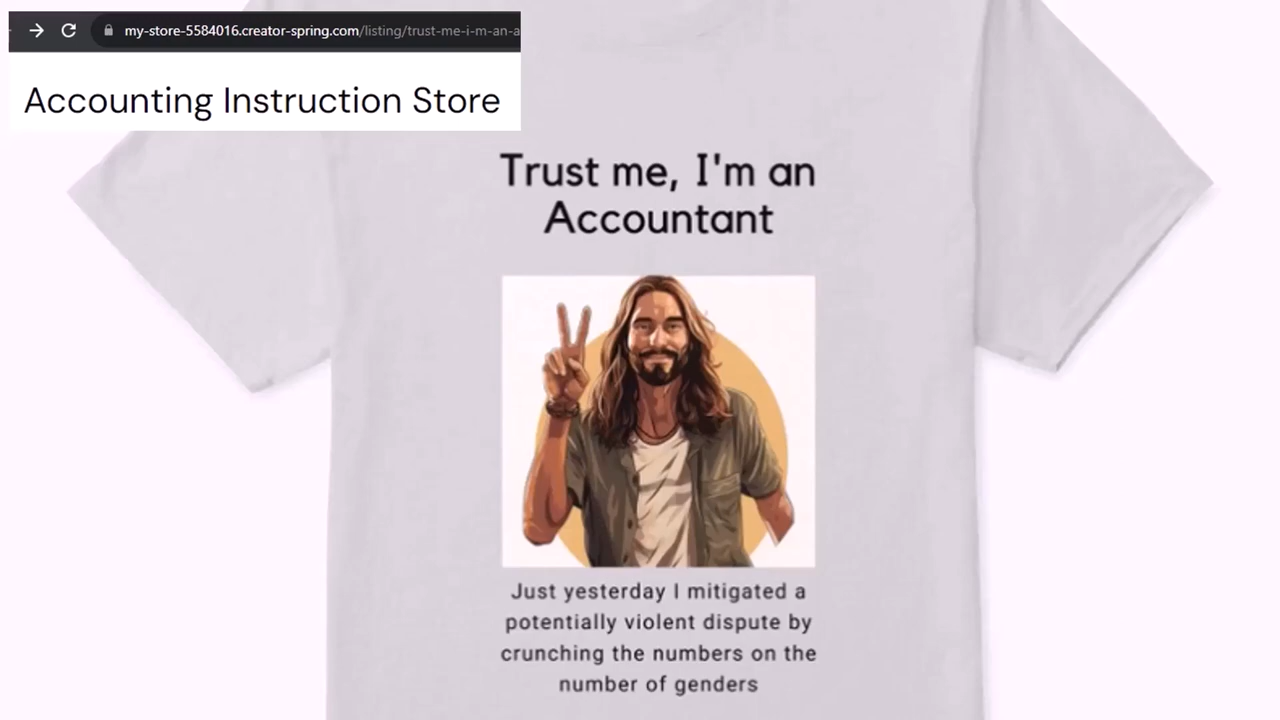 my-store-5584016.creator-spring.com/listing/trust-me-i-m-an-a
Accounting Instruction Store
Trust me, I'm an
Accountant
Just yesterday I mitigated a
potentially violent dispute by
crunching the numbers on the
number of genders